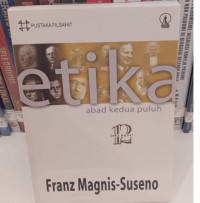 PUSTAKA FILSAFAT
etika
abad kedua puluh
12
Franz Magnis-Suseno